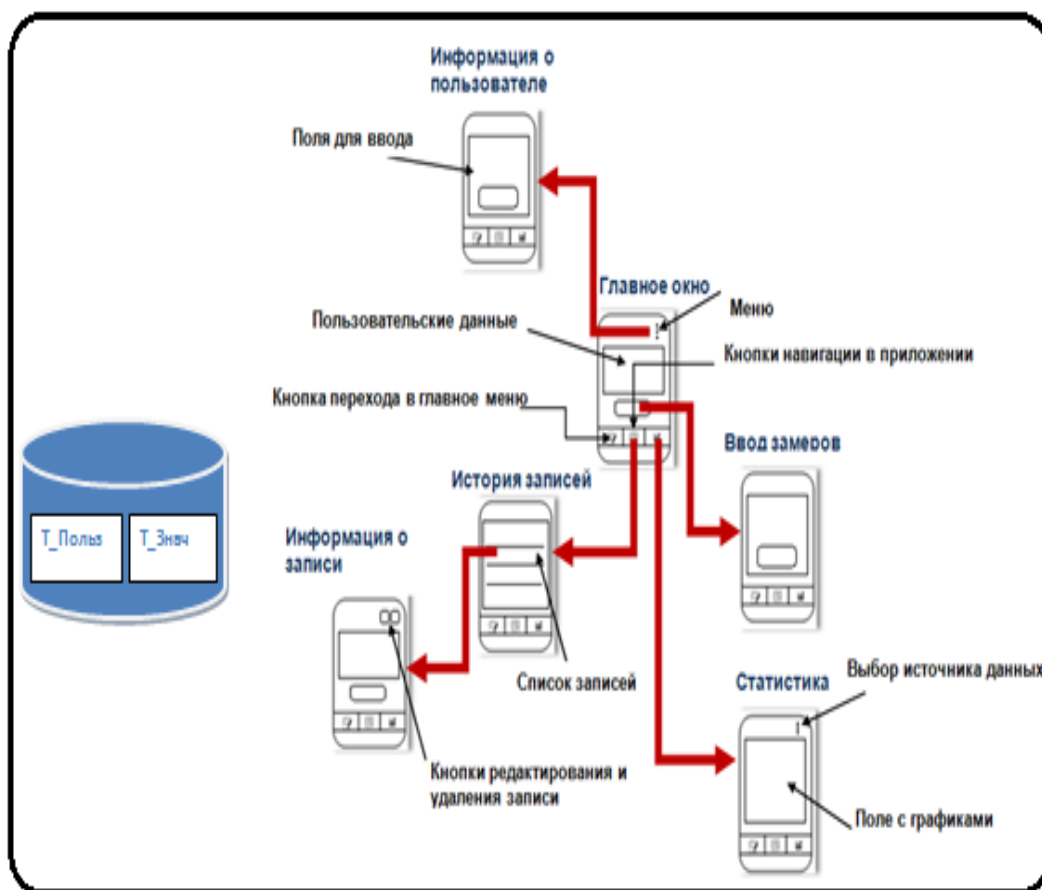 Информация о
пользователе
Поля для ввода
Главное окно
Меню
Пользовательские данные
Кнопки навигации в приложении
Кнопка перехода в главное меню
Ввод замеров
История записей
Т_Польз
Т_Знач
Информация о
записи
Список записей
Статистика
Выбор источника данных
Кнопки редактирования и
удаления записи
Поле с графиками